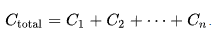 C_total = C_1 + C_2 + ⋯ + C_n.